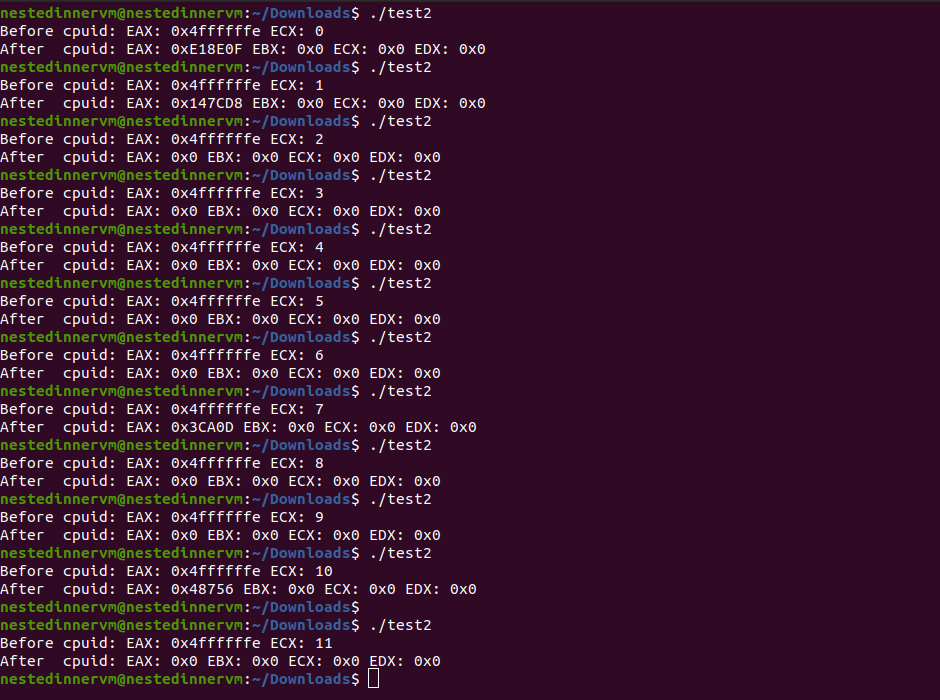 nestedinnervm@nestedinnervm:~/Downloads$ ./test2
Before cpuid: EAX: 0x4ffffffe ECX: 0
After  cpuid: EAX: 0xE18E0F EBX: 0x0 ECX: 0x0 EDX: 0x0
nestedinnervm@nestedinnervm:~/Downloads$ ./test2
Before cpuid: EAX: 0x4ffffffe ECX: 1
After  cpuid: EAX: 0x147CD8 EBX: 0x0 ECX: 0x0 EDX: 0x0
nestedinnervm@nestedinnervm:~/Downloads$ ./test2
Before cpuid: EAX: 0x4ffffffe ECX: 2
After  cpuid: EAX: 0x0 EBX: 0x0 ECX: 0x0 EDX: 0x0
nestedinnervm@nestedinnervm:~/Downloads$ ./test2
Before cpuid: EAX: 0x4ffffffe ECX: 3
After  cpuid: EAX: 0x0 EBX: 0x0 ECX: 0x0 EDX: 0x0
nestedinnervm@nestedinnervm:~/Downloads$ ./test2
Before cpuid: EAX: 0x4ffffffe ECX: 4
After  cpuid: EAX: 0x0 EBX: 0x0 ECX: 0x0 EDX: 0x0
nestedinnervm@nestedinnervm:~/Downloads$ ./test2
Before cpuid: EAX: 0x4ffffffe ECX: 5
After  cpuid: EAX: 0x0 EBX: 0x0 ECX: 0x0 EDX: 0x0
nestedinnervm@nestedinnervm:~/Downloads$ ./test2
Before cpuid: EAX: 0x4ffffffe ECX: 6
After  cpuid: EAX: 0x0 EBX: 0x0 ECX: 0x0 EDX: 0x0
nestedinnervm@nestedinnervm:~/Downloads$ ./test2
Before cpuid: EAX: 0x4ffffffe ECX: 7
After  cpuid: EAX: 0x3CA0D EBX: 0x0 ECX: 0x0 EDX: 0x0
nestedinnervm@nestedinnervm:~/Downloads$ ./test2
Before cpuid: EAX: 0x4ffffffe ECX: 8
After  cpuid: EAX: 0x0 EBX: 0x0 ECX: 0x0 EDX: 0x0
nestedinnervm@nestedinnervm:~/Downloads$ ./test2
Before cpuid: EAX: 0x4ffffffe ECX: 9
After  cpuid: EAX: 0x0 EBX: 0x0 ECX: 0x0 EDX: 0x0
nestedinnervm@nestedinnervm:~/Downloads$ ./test2
Before cpuid: EAX: 0x4ffffffe ECX: 10
After  cpuid: EAX: 0x48756 EBX: 0x0 ECX: 0x0 EDX: 0x0
nestedinnervm@nestedinnervm:~/Downloads$
nestedinnervm@nestedinnervm:~/Downloads$ ./test2
Before cpuid: EAX: 0x4ffffffe ECX: 11
After  cpuid: EAX: 0x0 EBX: 0x0 ECX: 0x0 EDX: 0x0
nestedinnervm@nestedinnervm:~/Downloads$